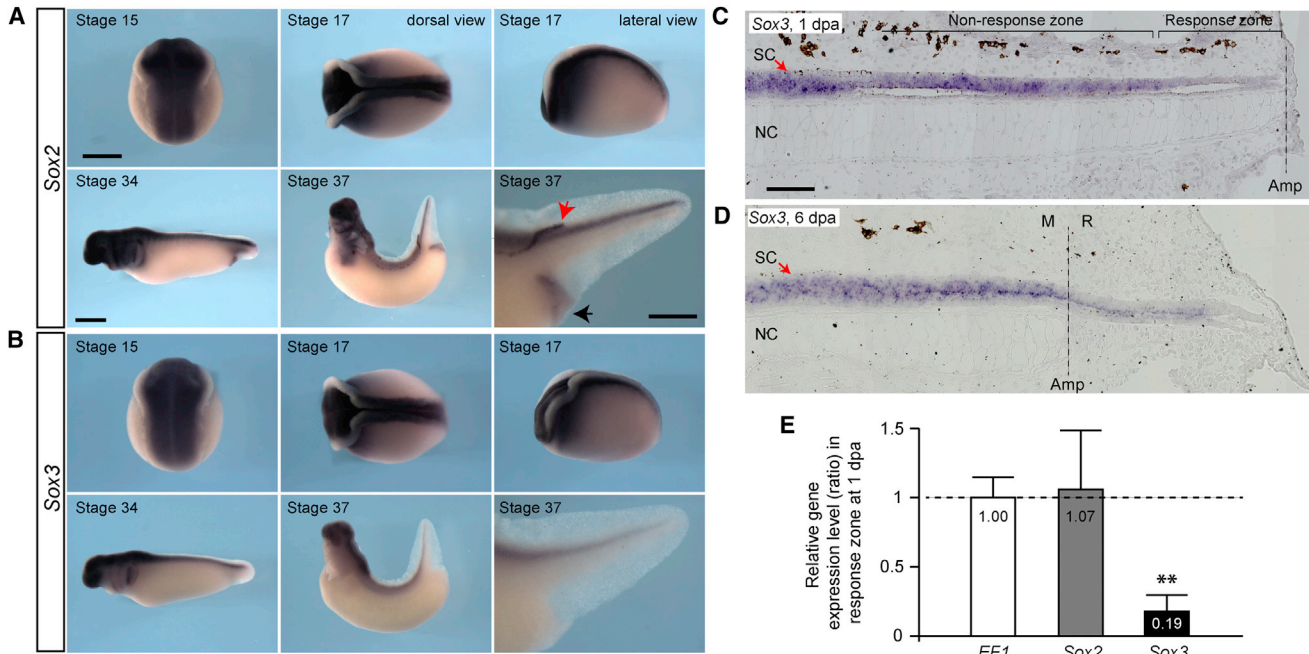 A
Sox2
Stage 15
Stage 17
dorsal view
Stage 17
lateral view
Stage 34
Stage 37
Stage 37
B
Sox3
Stage 15
Stage 17
Stage 17
Stage 34
Stage 37
Stage 37
C
Sox3, 1 dpa
Non-response zone
Response zone
SC
NC
Amp
D
Sox3, 6 dpa
M
R
SC
NC
Amp
E
Relative gene
expression level (ratio) in
response zone at 1 dpa
1.5
1
0.5
0
1.00
1.07
**
0.19
EF1
Sox2
Sox3